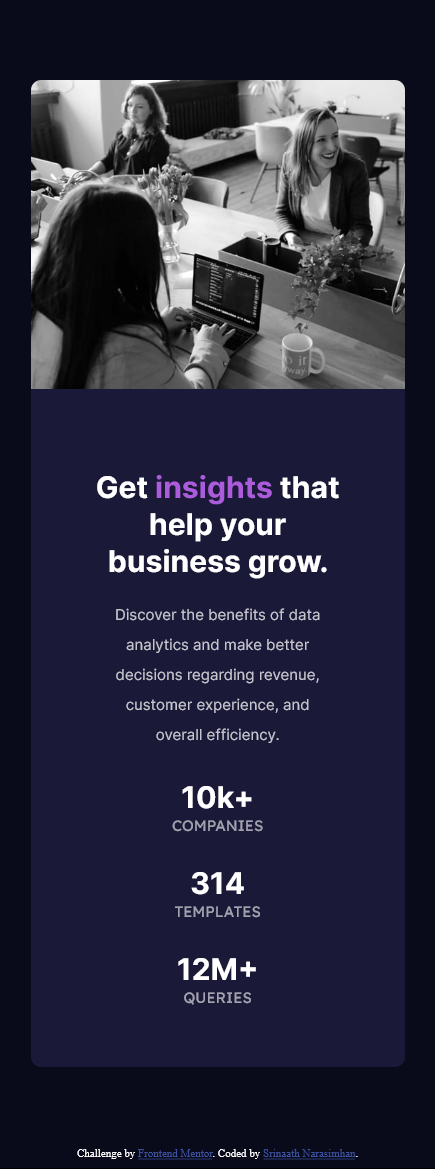 Get insights that
help your
business grow.
Discover the benefits of data
analytics and make better
decisions regarding revenue,
customer experience, and
overall efficiency.
10k+
COMPANIES
314
TEMPLATES
12M+
QUERIES
Challenge by Frontend Mentor. Coded by Srinaath Narasimhan.